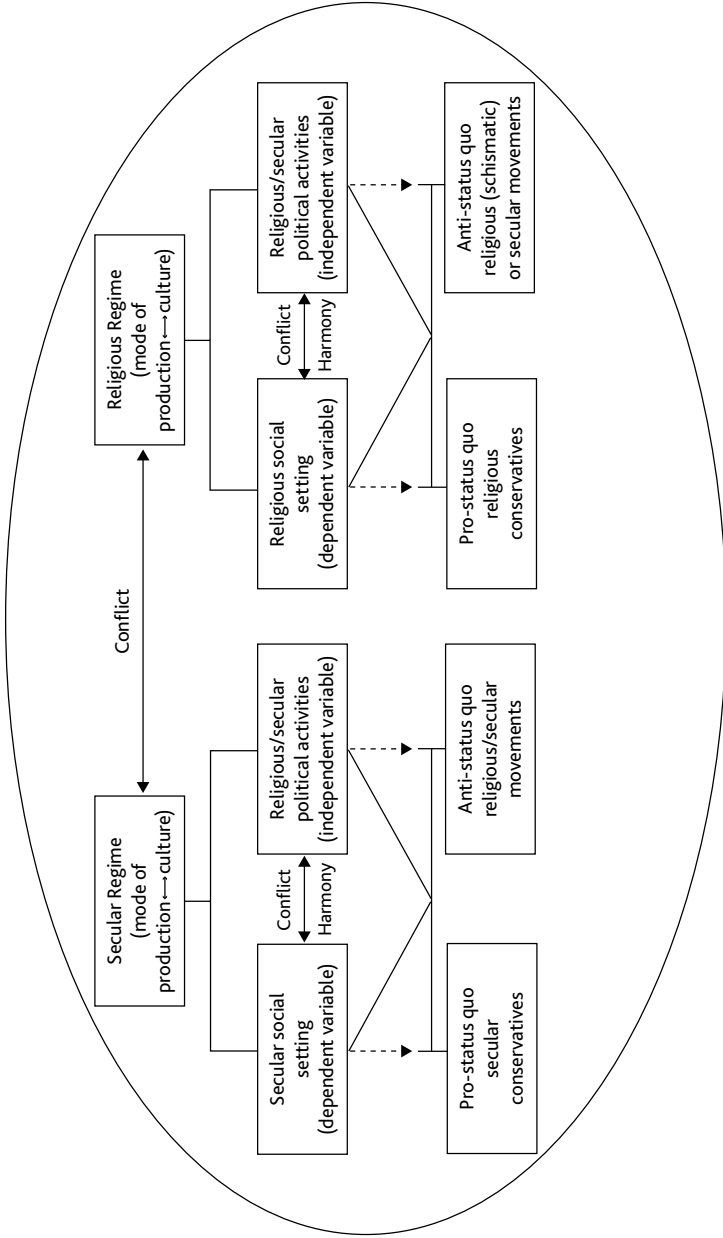 Conflict
Secular Regime
(mode of
production⟷culture)
Religious Regime
(mode of
production⟷culture)
Secular social
setting
(dependent variable)
Conflict
Harmony
Religious/secular
political activities
(independent variable)
Religious social
setting
(dependent variable)
Conflict
Harmony
Religious/secular
political activities
(independent variable)
Pro-status quo
secular
conservatives
Anti-status quo
religious/secular
movements
Pro-status quo
religious
conservatives
Anti-status quo
religious (schismatic)
or secular movements